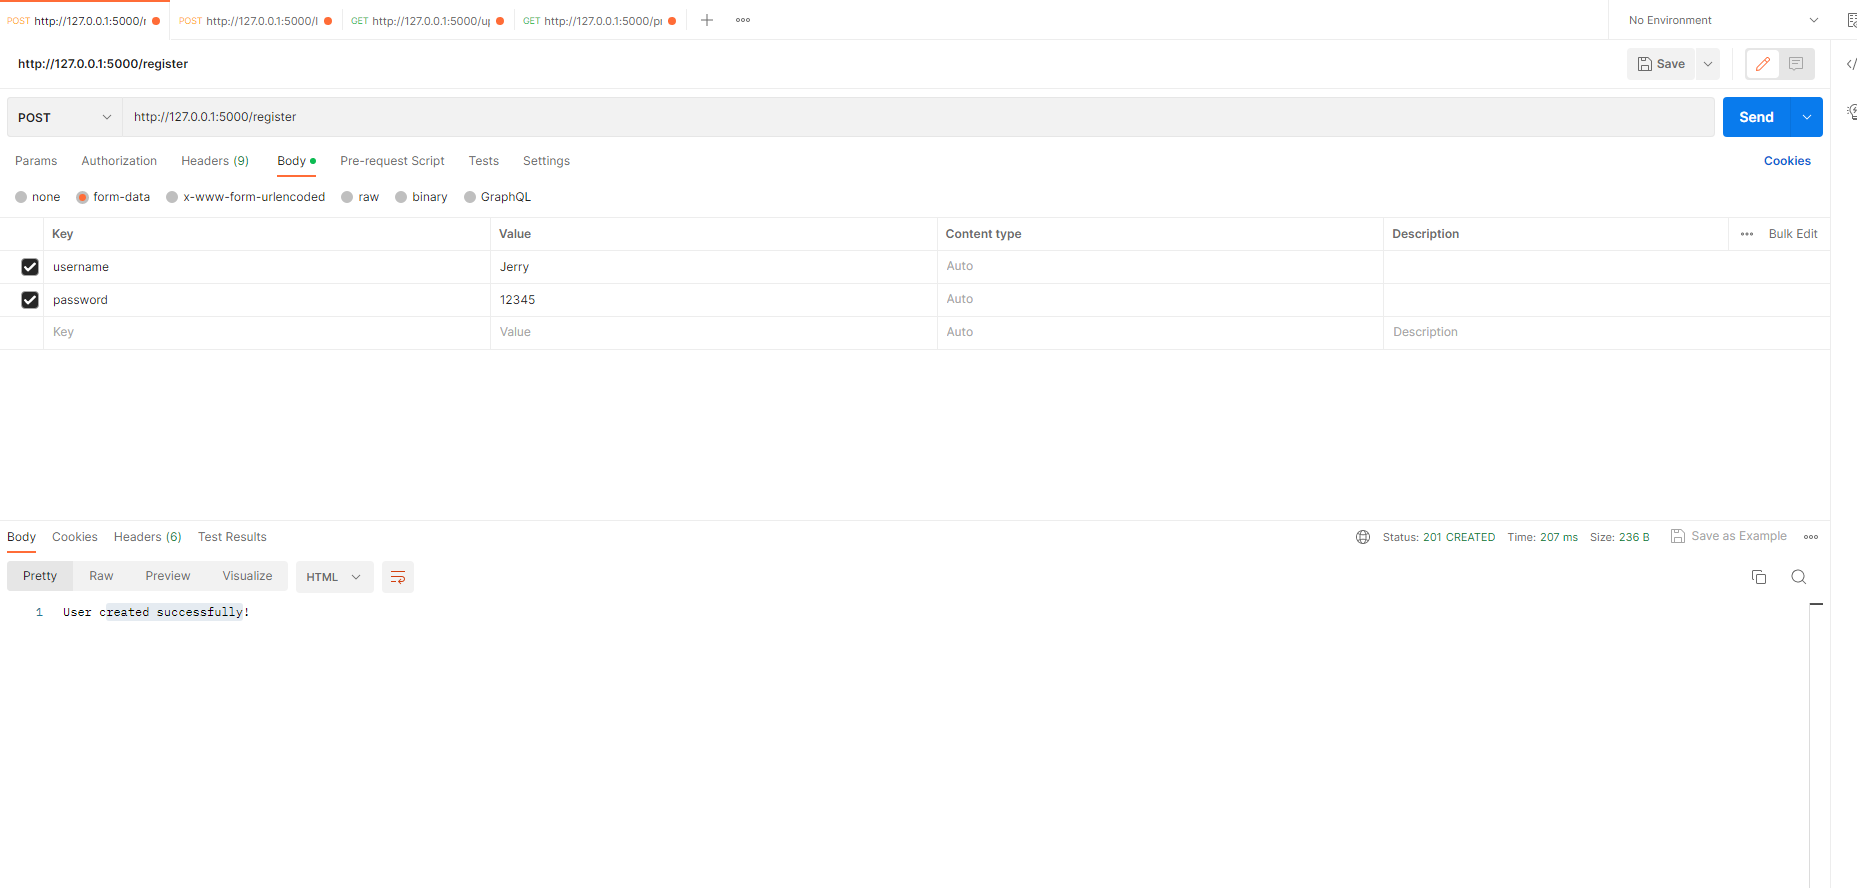 POST http://127.0.0.1:5000/r POST http://127.0.0.1:5000/l GET http://127.0.0.1:5000/up GET http://127.0.0.1:5000/pr No Environment
http://127.0.0.1:5000/register Save
POST http://127.0.0.1:5000/register Send
Params Authorization Headers (9) Body Pre-request Script Tests Settings Cookies
none form-data x-www-form-urlencoded raw binary GraphQL
Key Value Content type Description Bulk Edit
username Jerry Auto
password 12345 Auto
Key Value Auto Description
Body Cookies Headers (6) Test Results Status: 201 CREATED Time: 207 ms Size: 236 B Save as Example
Pretty Raw Preview Visualize HTML
1 User created successfully!